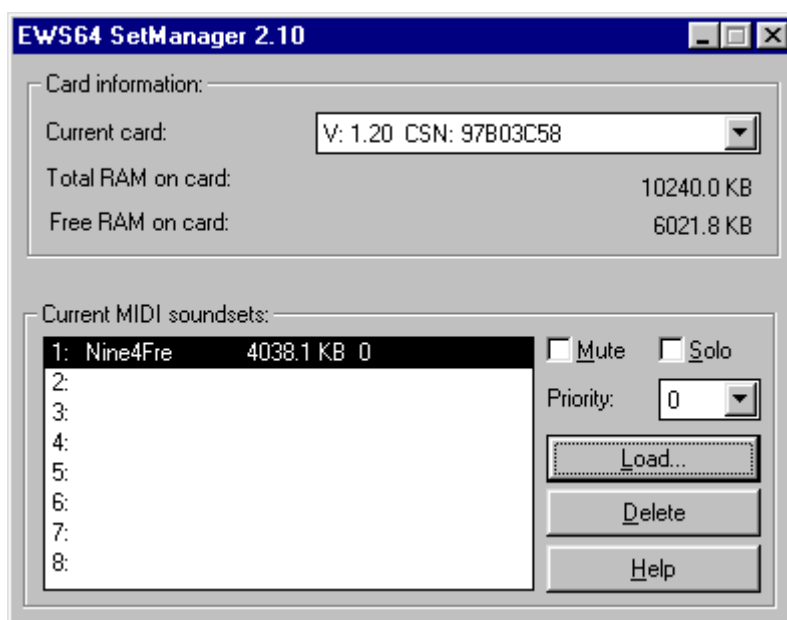 EWS64 SetManager 2.10
Card information:
Current card: V: 1.20 CSN: 97B03C58
Total RAM on card: 10240.0 KB
Free RAM on card: 6021.8 KB
Current MIDI soundsets:
1: Nine4Fre 4038.1 KB 0
2:
3:
4:
5:
6:
7:
8:
Mute Solo
Priority: 0
Load...
Delete
Help